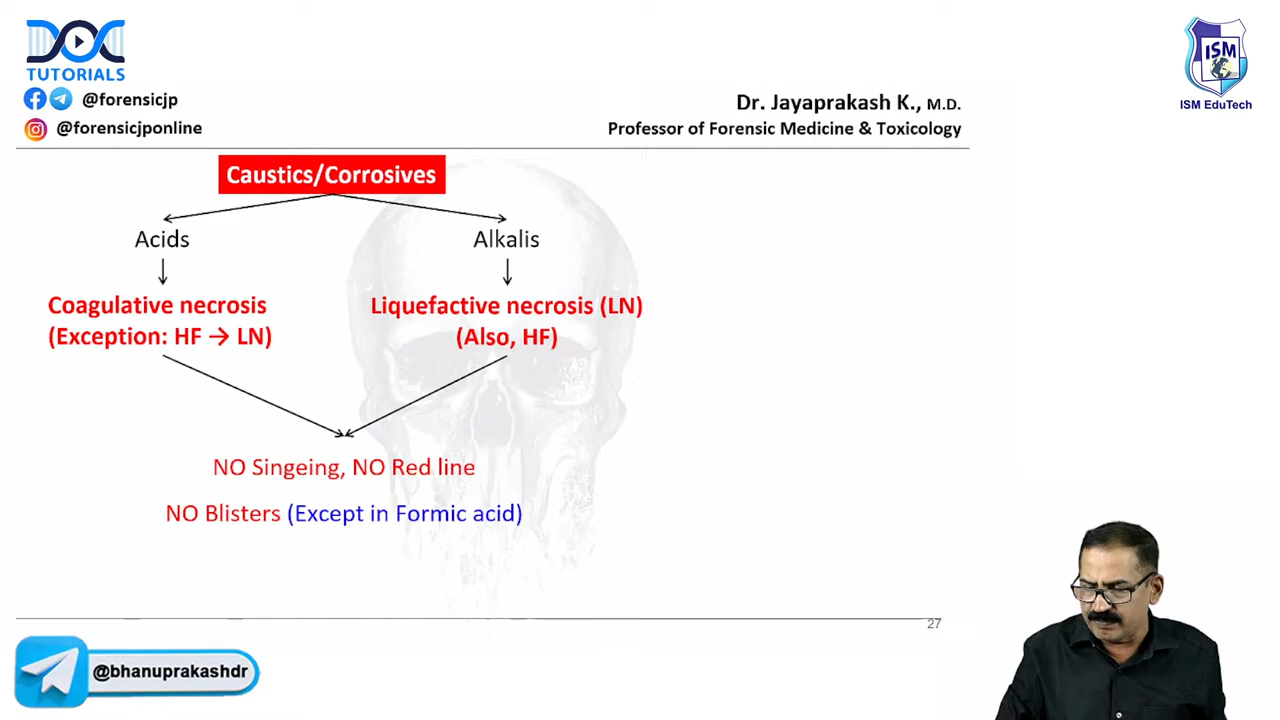 DOC
TUTORIALS
@forensicjp
@forensicjponline
ISM
ISM EduTech
Dr. Jayaprakash K., M.D.
Professor of Forensic Medicine & Toxicology
Caustics/Corrosives
Acids
Alkalis
Coagulative necrosis
(Exception: HF → LN)
Liquefactive necrosis (LN)
(Also, HF)
NO Singeing, NO Red line
NO Blisters (Except in Formic acid)
27
@bhanuprakashdr